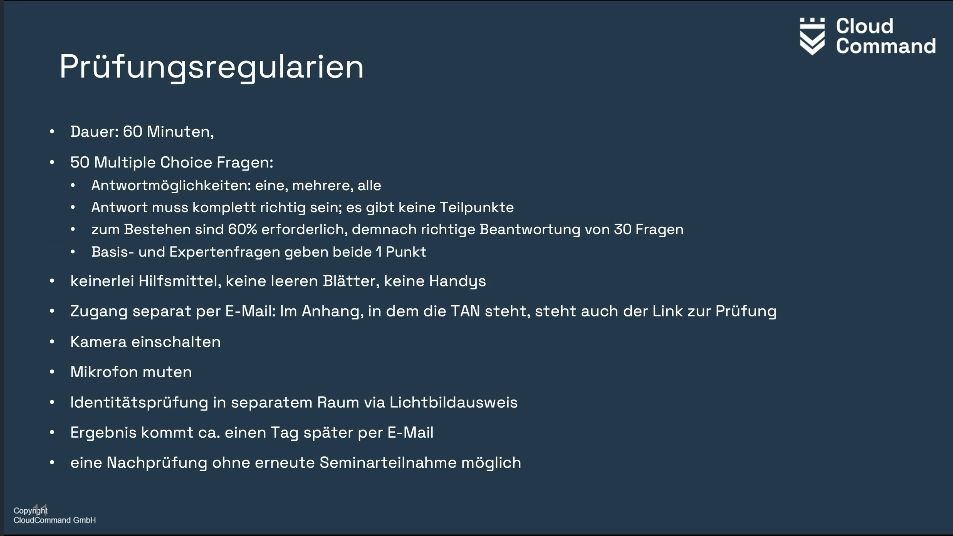 Cloud
Command
Prüfungsregularien
• Dauer: 60 Minuten,
• 50 Multiple Choice Fragen:
• Antwortmöglichkeiten: eine, mehrere, alle
• Antwort muss komplett richtig sein; es gibt keine Teilpunkte
• zum Bestehen sind 60% erforderlich, demnach richtige Beantwortung von 30 Fragen
• Basis- und Expertenfragen geben beide 1 Punkt
• keinerlei Hilfsmittel, keine leeren Blätter, keine Handys
• Zugang separat per E-Mail: Im Anhang, in dem die TAN steht, steht auch der Link zur Prüfung
• Kamera einschalten
• Mikrofon muten
• Identitätsprüfung in separatem Raum via Lichtbildausweis
• Ergebnis kommt ca. einen Tag später per E-Mail
• eine Nachprüfung ohne erneute Seminarteilnahme möglich
Copyright
CloudCommand GmbH